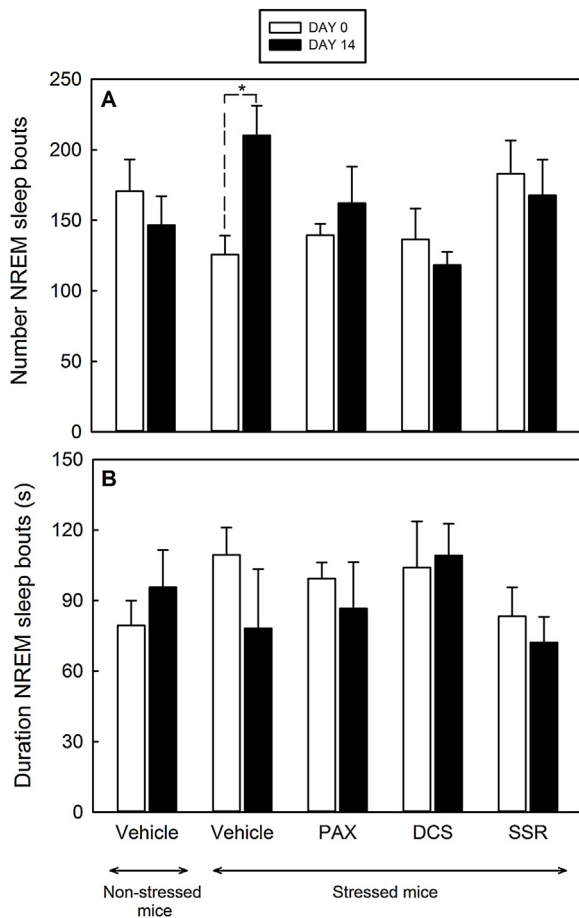 DAY 0
DAY 14
A
*
250
200
150
100
50
0
Number NREM sleep bouts
B
150
120
90
60
30
0
Duration NREM sleep bouts (s)
Vehicle Vehicle PAX DCS SSR
Non-stressed mice
Stressed mice